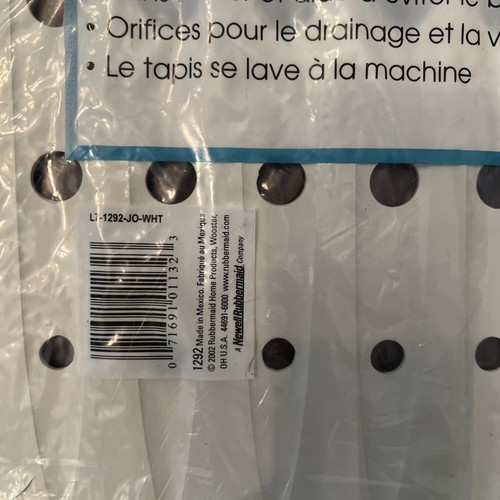 • Orifices pour le drainage et la v
• Le tapis se lave à la machine
L7-1292-JO-WHT
0 71691 01132 3
1292 Made in Mexico. Fabriqué au Mexique.
© 2002 Rubbermaid Home Products, Wooster,
OH U.S.A. 44691-6000 www.rubbermaid.com
A Newell Rubbermaid Company